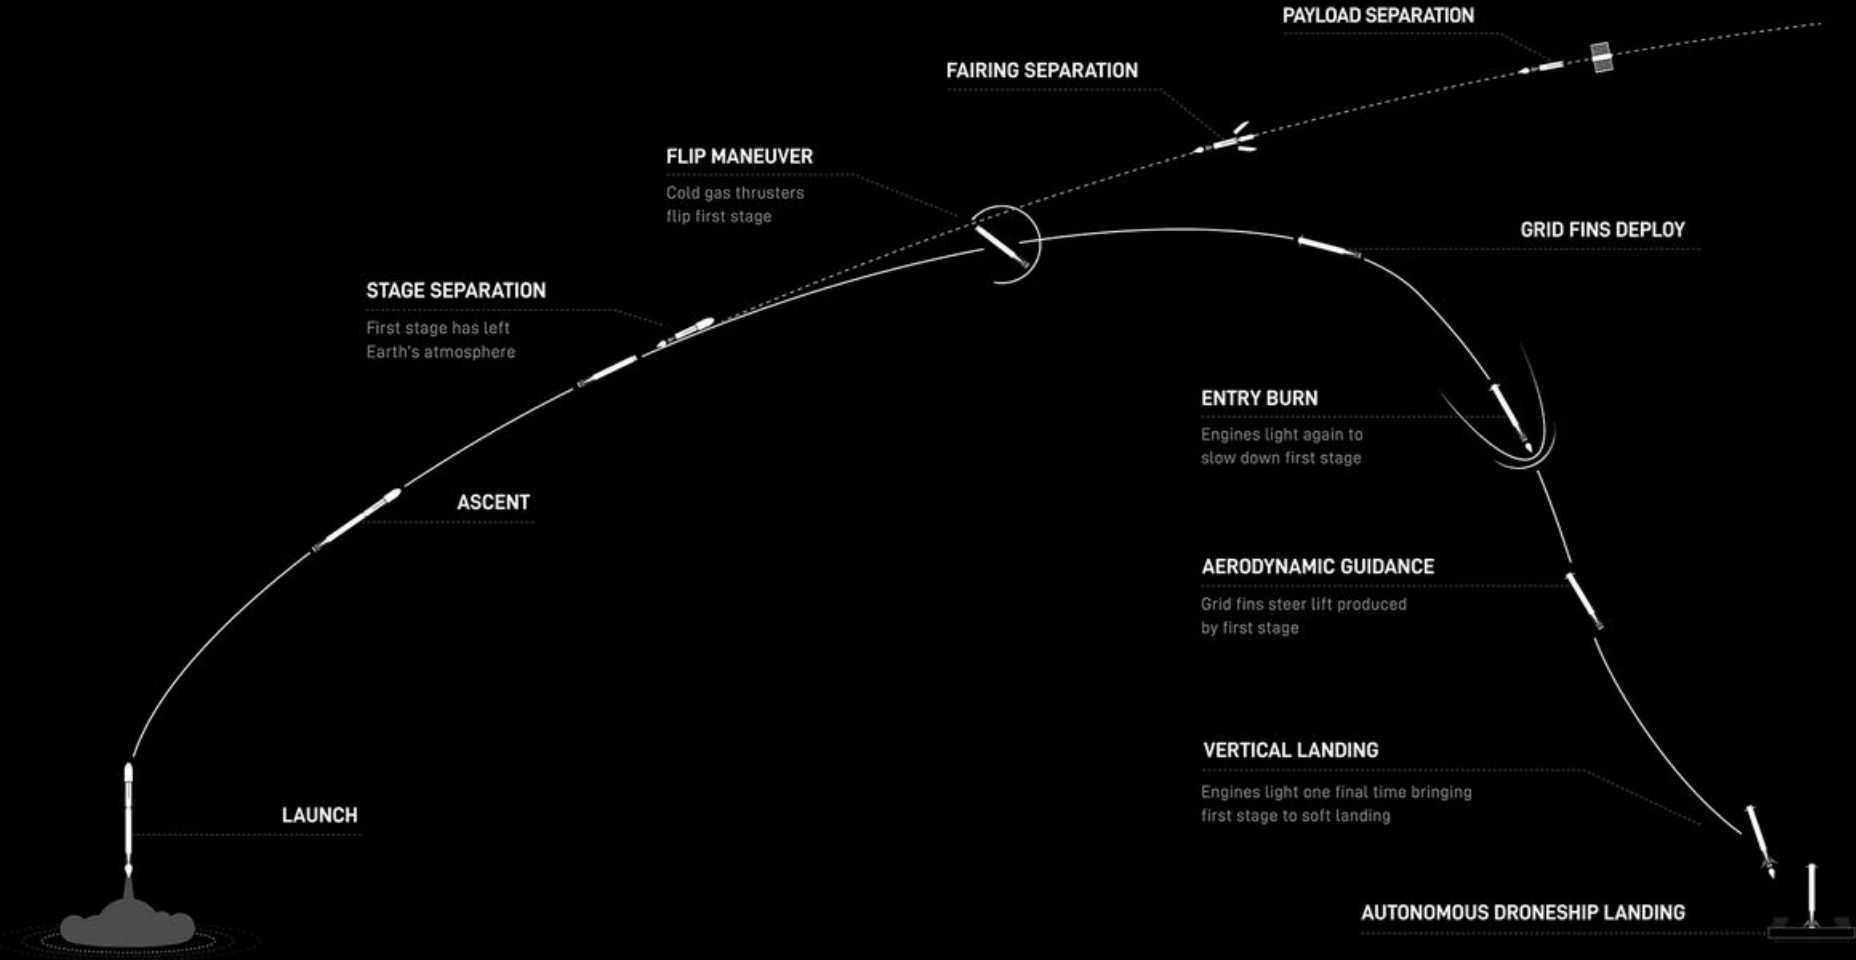 PAYLOAD SEPARATION
FAIRING SEPARATION
FLIP MANEUVER
Cold gas thrusters
flip first stage
GRID FINS DEPLOY
STAGE SEPARATION
First stage has left
Earth's atmosphere
ENTRY BURN
Engines light again to
slow down first stage
ASCENT
AERODYNAMIC GUIDANCE
Grid fins steer lift produced
by first stage
VERTICAL LANDING
Engines light one final time bringing
first stage to soft landing
LAUNCH
AUTONOMOUS DRONESHIP LANDING